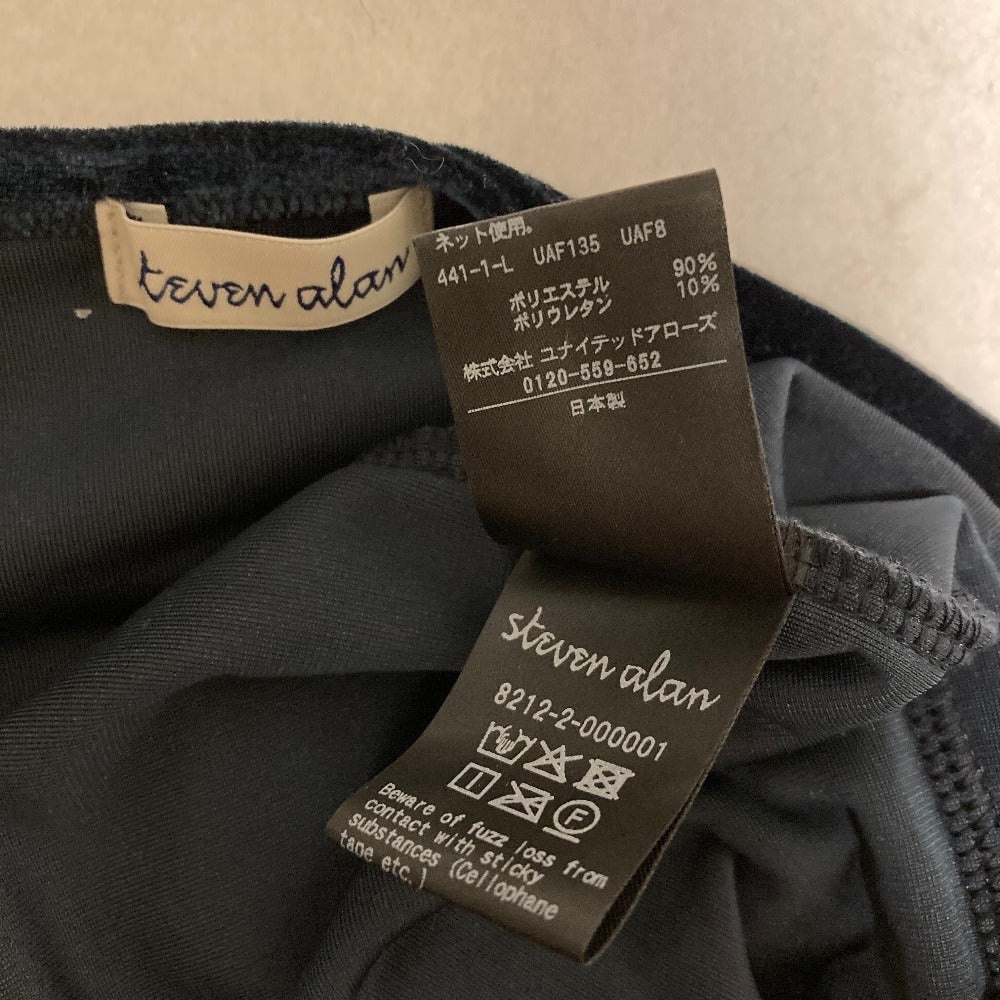 teven alan
ネット使用。
441-1-L UAF135 UAF8
ポリエステル 90%
ポリウレタン 10%
株式会社 ユナイテッドアローズ
0120-559-652
日本製
steven alan
8212-2-000001
F
Beware of fuzz loss from
contact with sticky
substances (Cellophane
tape etc.)